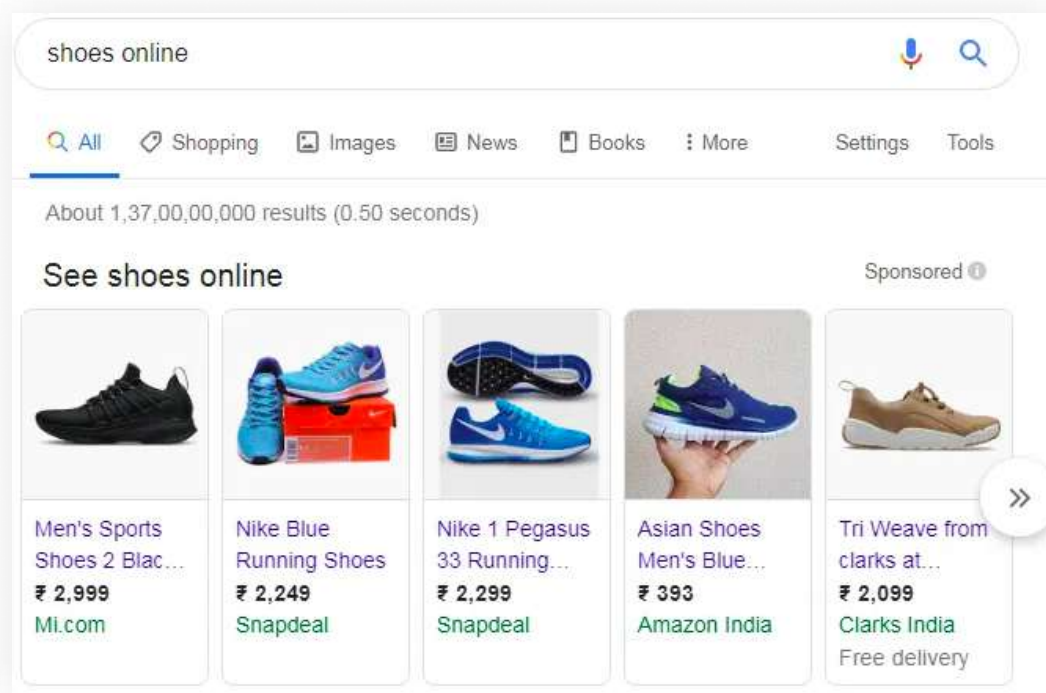 shoes online
All Shopping Images News Books More Settings Tools
About 1,37,00,00,000 results (0.50 seconds)
See shoes online
Sponsored
Men's Sports
Shoes 2 Blac...
₹ 2,999
Mi.com
Nike Blue
Running Shoes
₹ 2,249
Snapdeal
Nike 1 Pegasus
33 Running...
₹ 2,299
Snapdeal
Asian Shoes
Men's Blue...
₹ 393
Amazon India
Tri Weave from
clarks at...
₹ 2,099
Clarks India
Free delivery